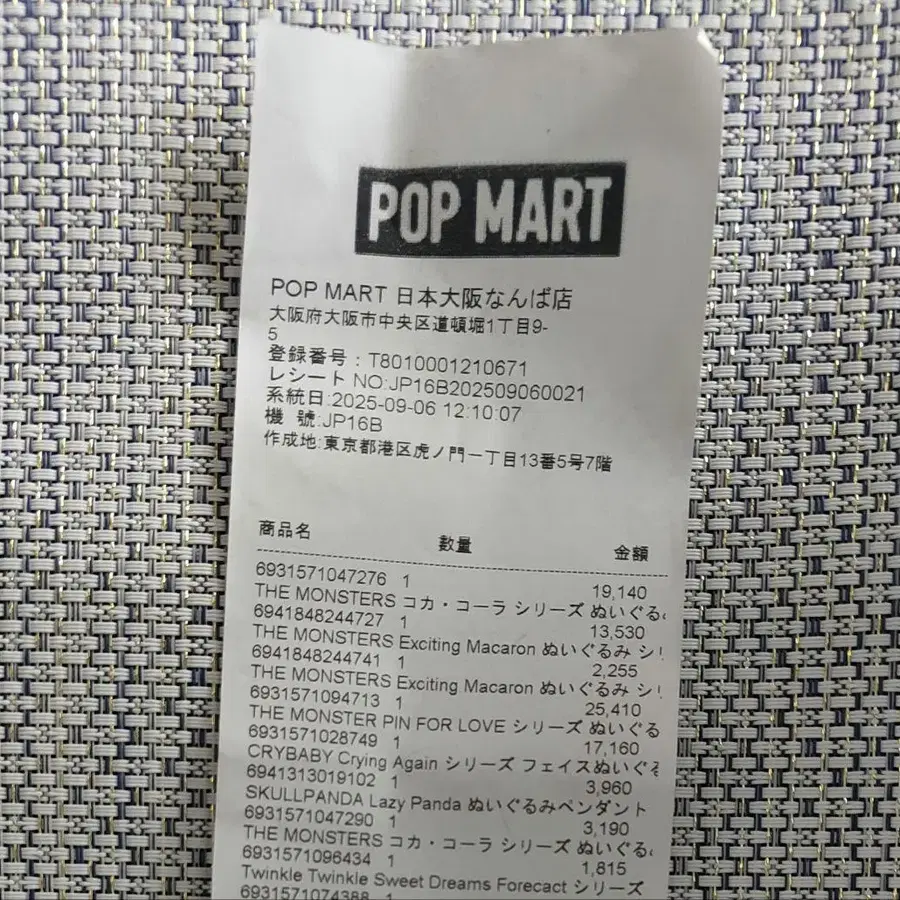 POP MART
POP MART 日本大阪なんば店
大阪府大阪市中央区道頓堀1丁目9-
5
登録番号：T8010001210671
レシート NO:JP16B202509060021
系統日:2025-09-06 12:10:07
機 號:JP16B
作成地:東京都港区虎ノ門一丁目13番5号7階
商品名 数量 金額
6931571047276 1 19,140
THE MONSTERS コカ・コーラ シリーズ ぬいぐる
6941848244727 1 13,530
THE MONSTERS Exciting Macaron ぬいぐるみ シリ
6941848244741 1 2,255
THE MONSTERS Exciting Macaron ぬいぐるみ シリ
6931571094713 1 25,410
THE MONSTER PIN FOR LOVE シリーズ ぬいぐる
6931571028749 1 17,160
CRYBABY Crying Again シリーズ フェイスぬいぐ
6941313019102 1 3,960
SKULLPANDA Lazy Panda ぬいぐるみペンダント
6931571047290 1 3,190
THE MONSTERS コカ・コーラ シリーズ ぬいぐる
6931571096434 1 1,815
Twinkle Twinkle Sweet Dreams Forecact シリーズ
6931571074388 1